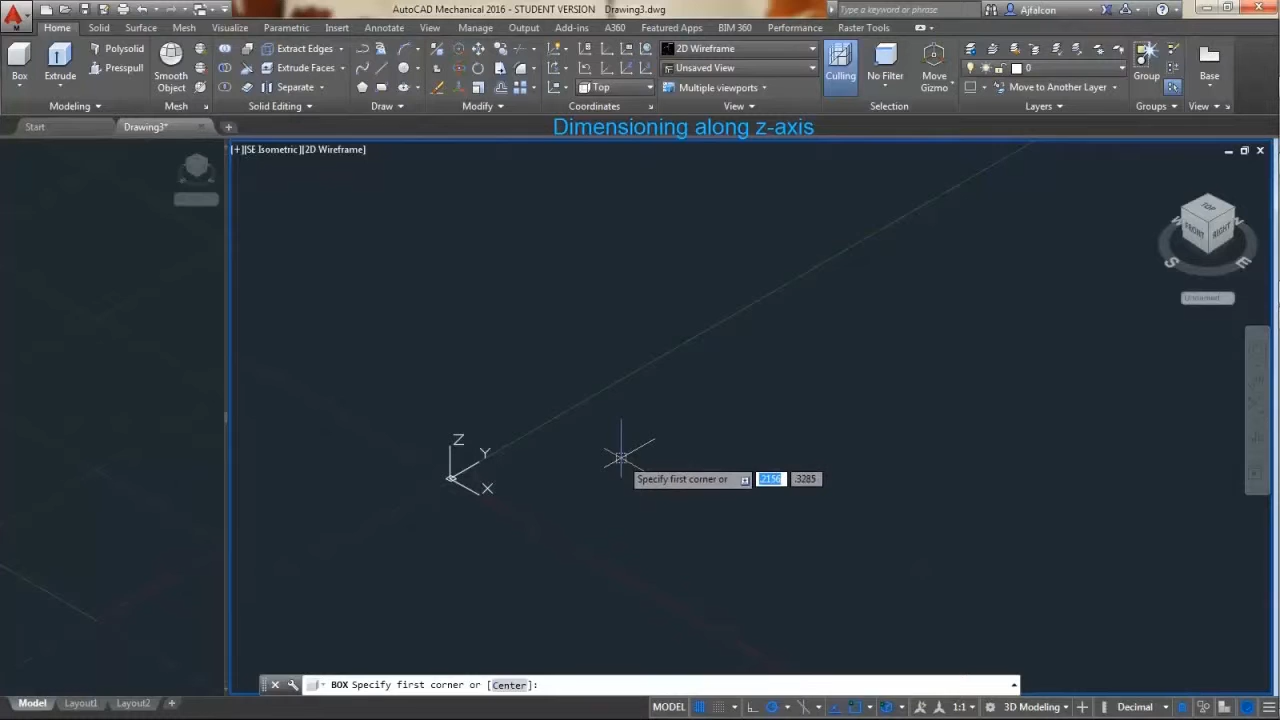 AutoCAD Mechanical 2016 - STUDENT VERSION Drawing3.dwg
Type a keyword or phrase
Ajfalcon
Home Solid Surface Mesh Visualize Parametric Insert Annotate View Manage Output Add-ins A360 Featured Apps BIM 360 Performance Raster Tools
Box
Extrude
Polysolid
Presspull
Smooth
Object
Extract Edges
Extrude Faces
Separate
2D Wireframe
Unsaved View
Top
Multiple viewports
Culling
No Filter
Move
Gizmo
0
Move to Another Layer
Group
Base
Modeling Mesh Solid Editing Draw Modify Coordinates View Selection Layers Groups View
Start
Drawing3*
Dimensioning along z-axis
[+][SE Isometric][2D Wireframe]
TOP
FRONT
RIGHT
S
E
Unnamed
Z
Y
X
Specify first corner or
.3285
BOX Specify first corner or [Center]:
Model Layout1 Layout2
MODEL
1:1
3D Modeling
Decimal